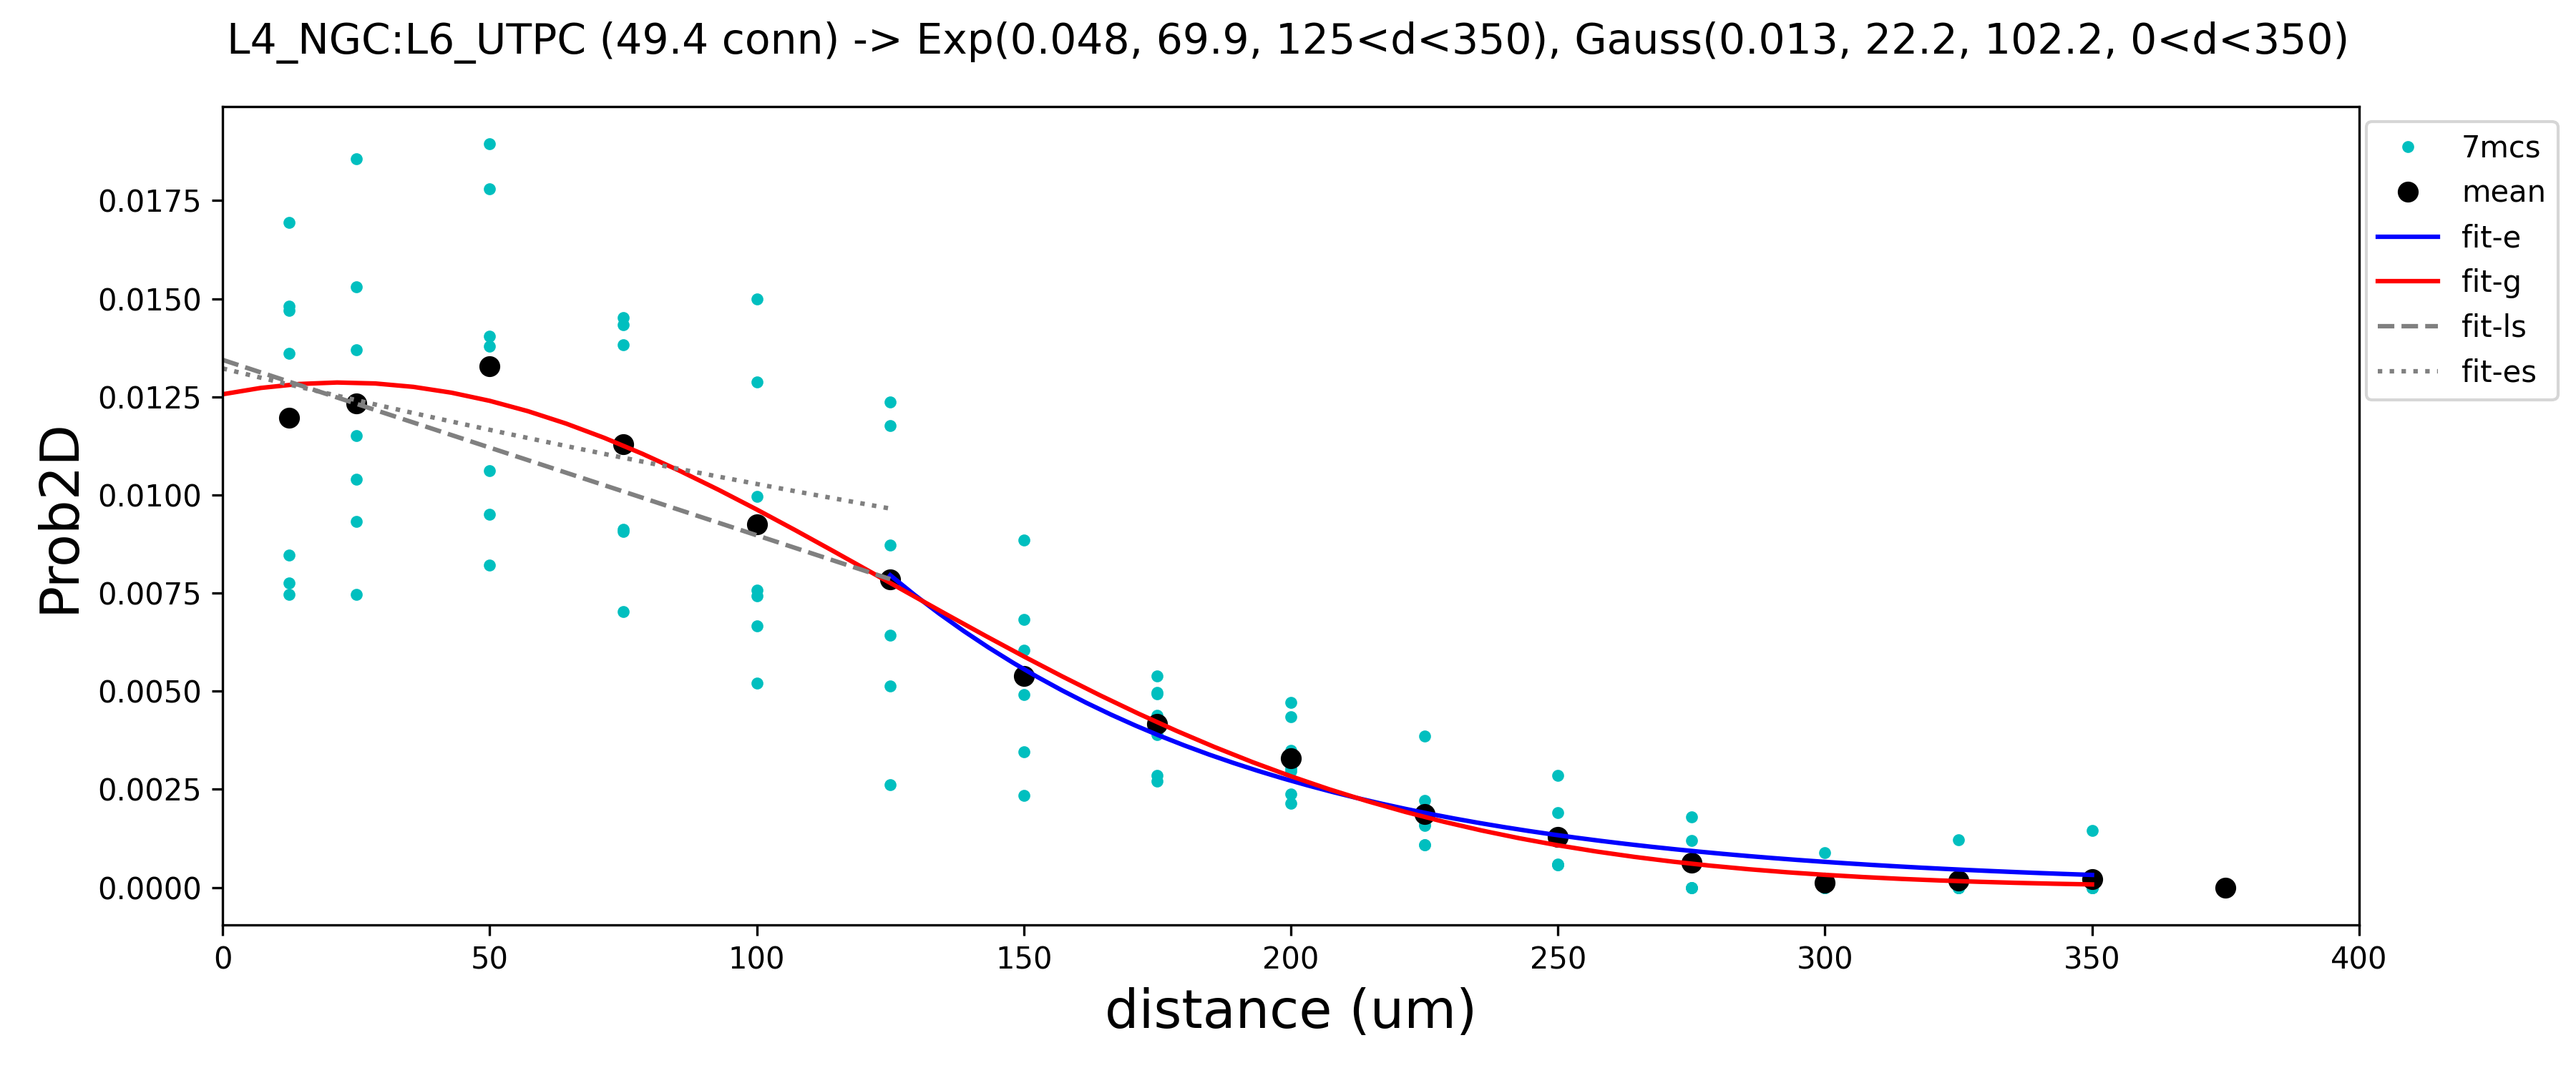 L4_NGC:L6_UTPC (49.4 conn) -> Exp(0.048, 69.9, 125<d<350), Gauss(0.013, 22.2, 102.2, 0<d<350)
7mcs
mean
fit-e
fit-g
fit-ls
fit-es
Prob2D
0.0175
0.0150
0.0125
0.0100
0.0075
0.0050
0.0025
0.0000
0 50 100 150 200 250 300 350 400
distance (um)